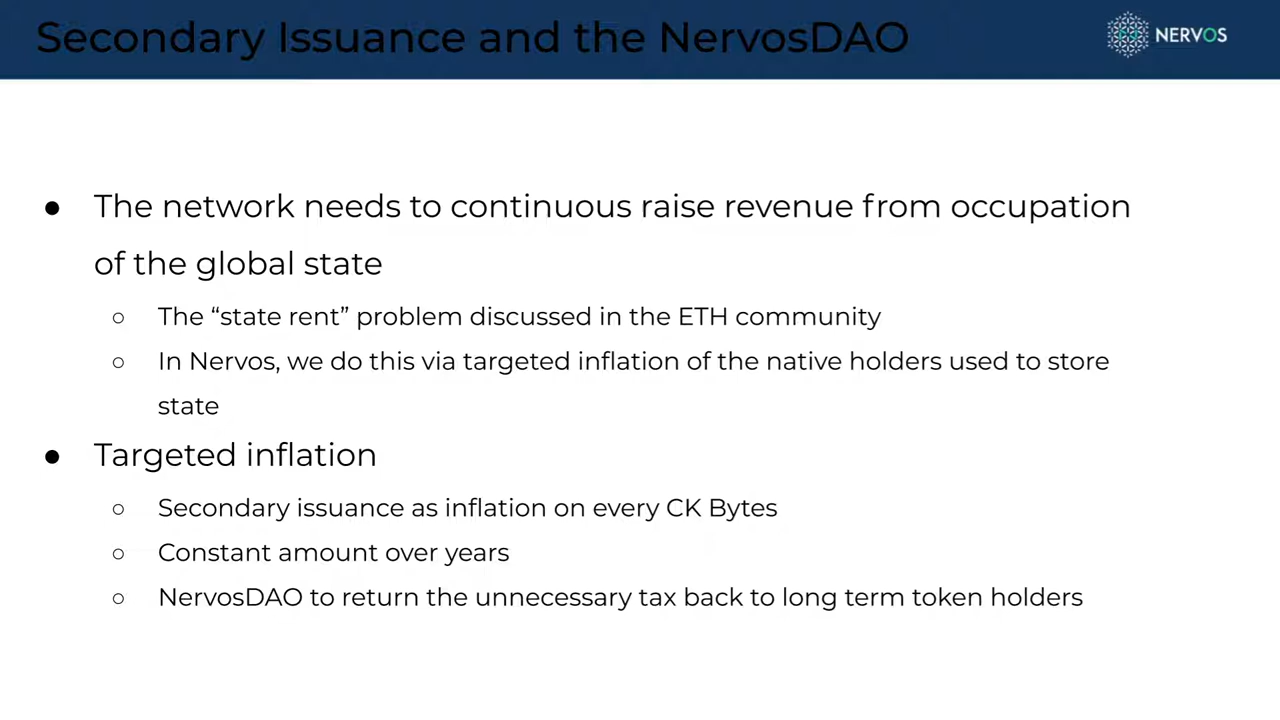 Secondary Issuance and the NervosDAO
NERVOS
● The network needs to continuous raise revenue from occupation
of the global state
○ The “state rent” problem discussed in the ETH community
○ In Nervos, we do this via targeted inflation of the native holders used to store
state
● Targeted inflation
○ Secondary issuance as inflation on every CK Bytes
○ Constant amount over years
○ NervosDAO to return the unnecessary tax back to long term token holders